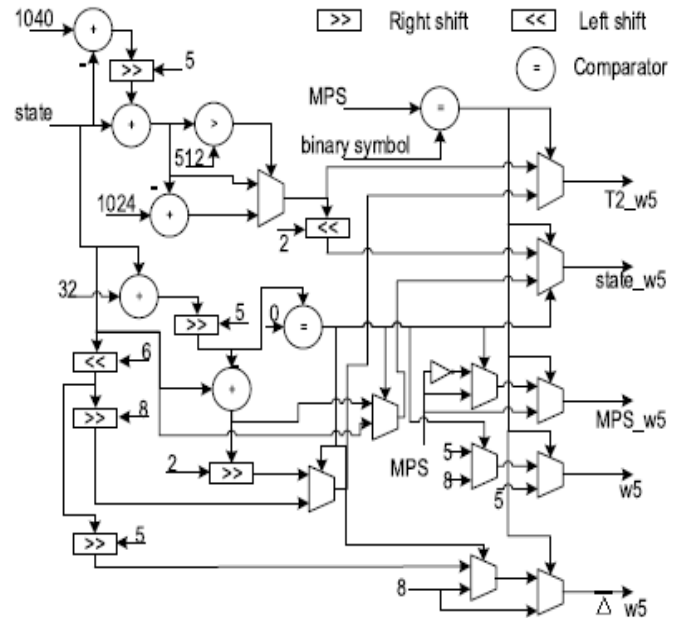 1040
+
-
>>
5
>> Right shift
<< Left shift
= Comparator
state
+
>
512
MPS
=
binary symbol
-
1024
+
2
<<
T2_w5
32
+
>>
5
0
=
state_w5
<<
6
-
+
>>
8
MPS
MPS_w5
2
>>
5
8
5
w5
>>
5
8
Δ
w5